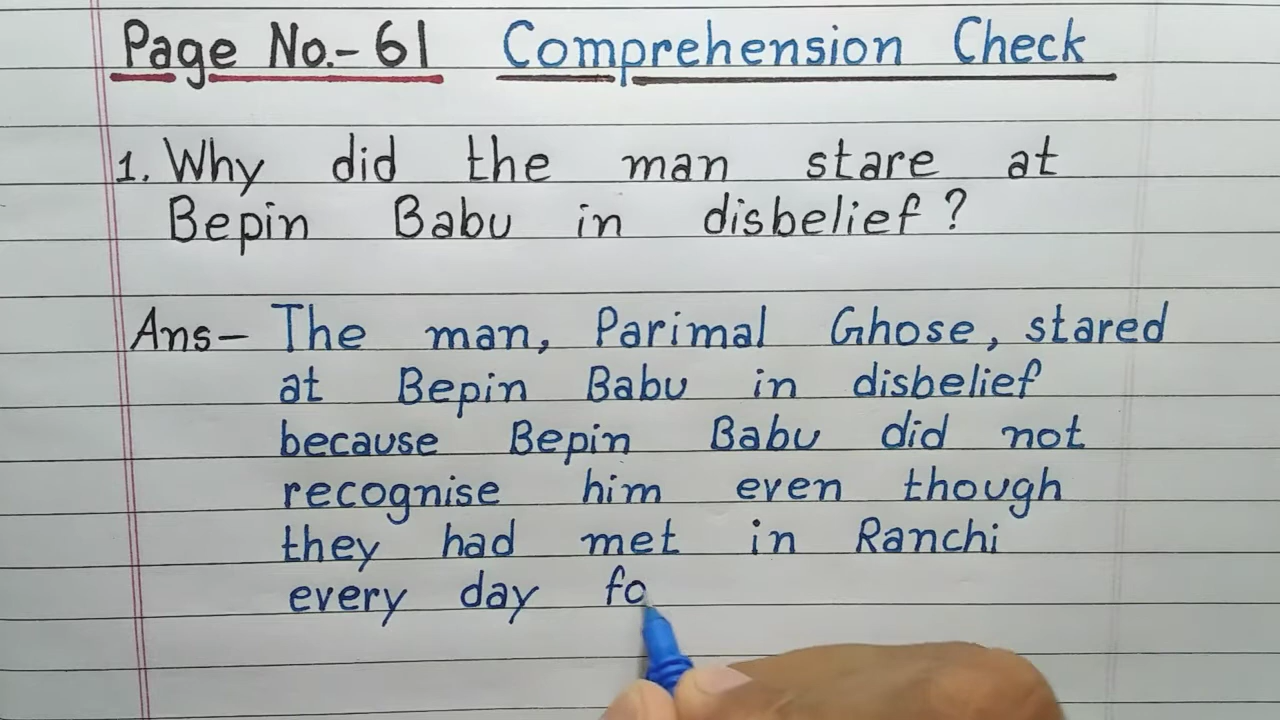 Page No.- 61 Comprehension Check
1. Why did the man stare at
Bepin Babu in disbelief?
Ans- The man, Parimal Ghose, stared
at Bepin Babu in disbelief
because Bepin Babu did not
recognise him even though
they had met in Ranchi
every day fo